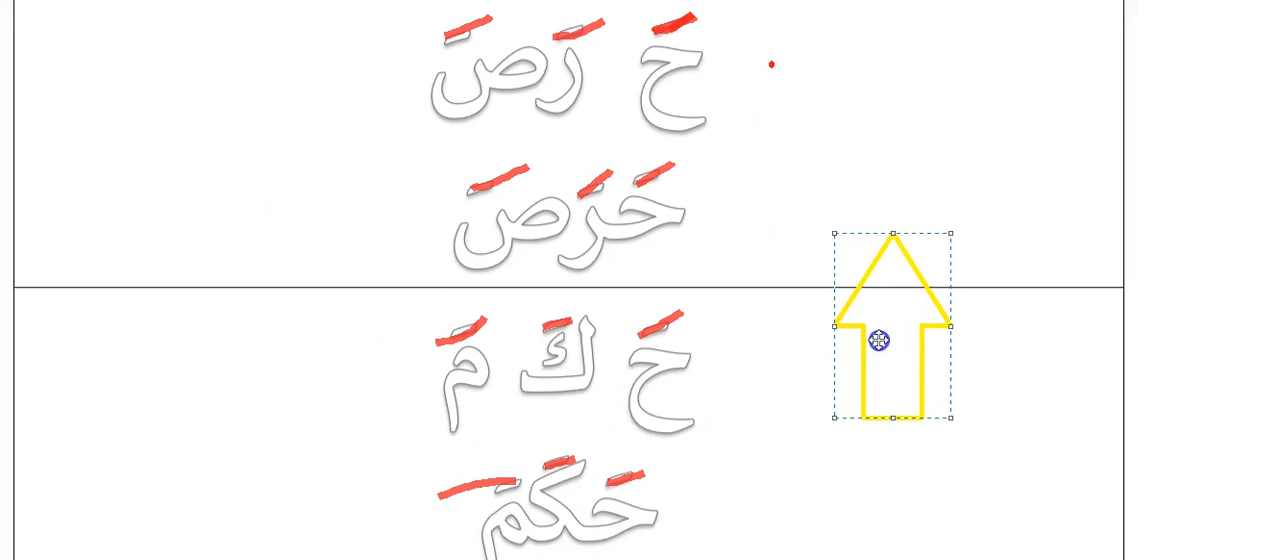 حَ رَ صَ
حَرَصَ
حَ كَ مَ
حَكَمَ